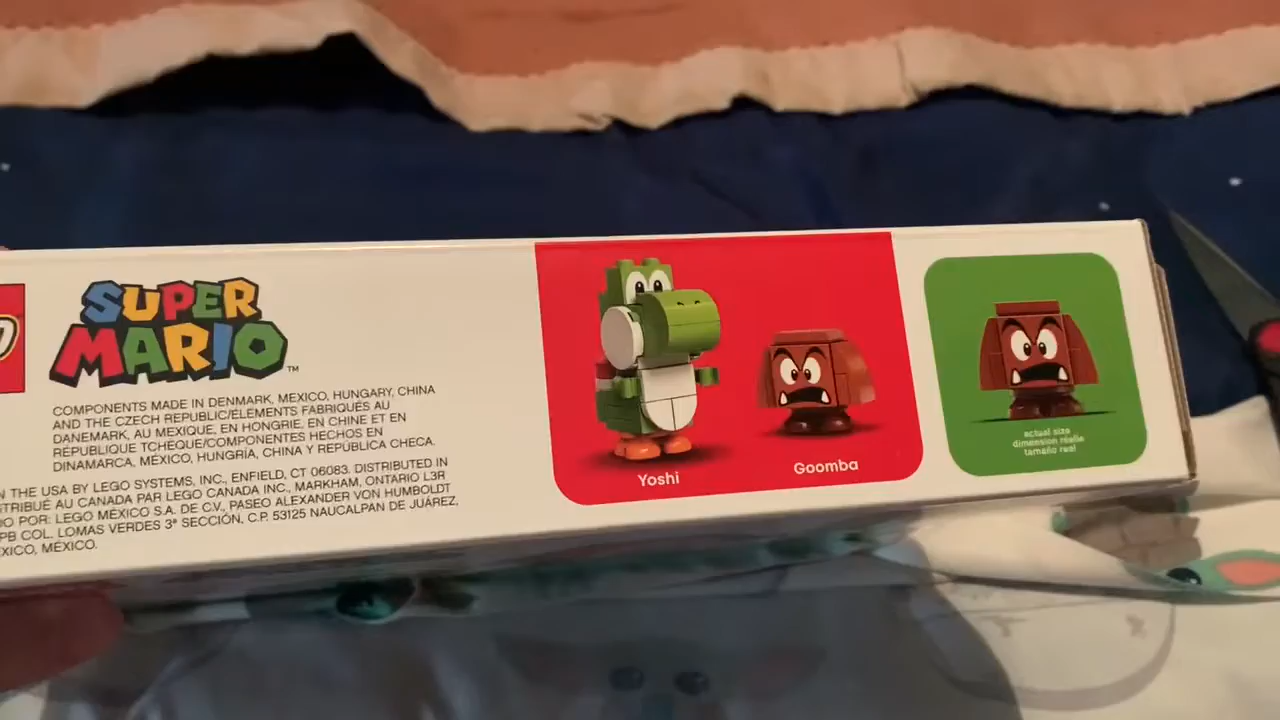 SUPER
MARIO™
COMPONENTS MADE IN DENMARK, MEXICO, HUNGARY, CHINA
AND THE CZECH REPUBLIC/ÉLÉMENTS FABRIQUÉS AU
DANEMARK, AU MEXIQUE, EN HONGRIE, EN CHINE ET EN
RÉPUBLIQUE TCHÈQUE/COMPONENTES HECHOS EN
DINAMARCA, MÉXICO, HUNGRÍA, CHINA Y REPÚBLICA CHECA.
N THE USA BY LEGO SYSTEMS, INC., ENFIELD, CT 06083. DISTRIBUTED IN
TRIBUÉ AU CANADA PAR LEGO CANADA INC., MARKHAM, ONTARIO L3R
DO POR: LEGO MÉXICO S.A. DE C.V., PASEO ALEXANDER VON HUMBOLDT
PB COL. LOMAS VERDES 3ª SECCIÓN, C.P. 53125 NAUCALPAN DE JUÁREZ,
XICO, MÉXICO.
Yoshi
Goomba
actual size
dimension réelle
tamaño real